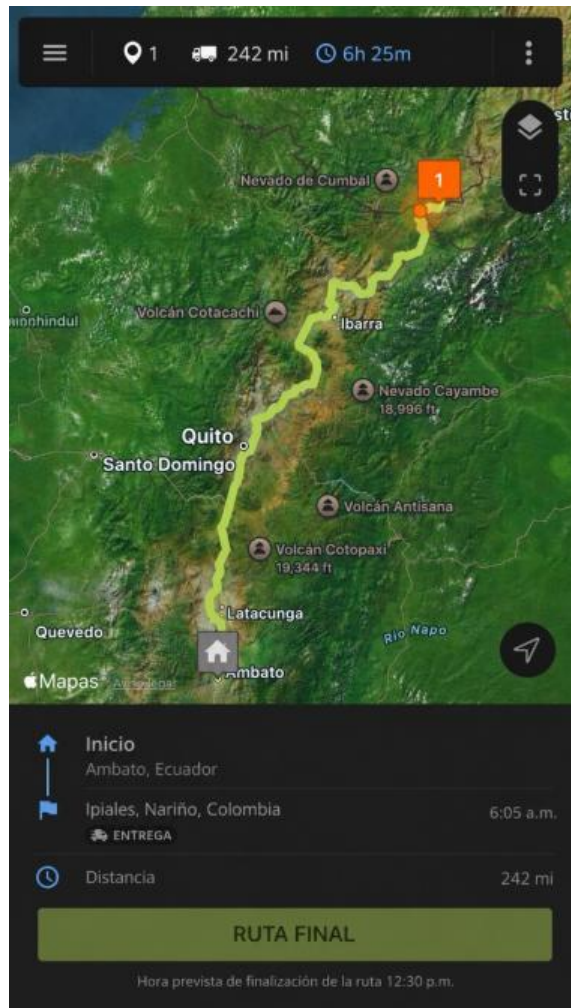 1
242 mi
6h 25m
Nevado de Cumbal
1
Volcán Cotacachi
Ibarra
Nevado Cayambe
18,996 ft
Quito
Santo Domingo
Volcán Antisana
Volcán Cotopaxi
19,344 ft
Latacunga
Quevedo
Río Napo
Ambato
Mapas
Aviso legal
Inicio
Ambato, Ecuador
Ipiales, Nariño, Colombia
6:05 a.m.
ENTREGA
Distancia
242 mi
RUTA FINAL
Hora prevista de finalización de la ruta 12:30 p.m.